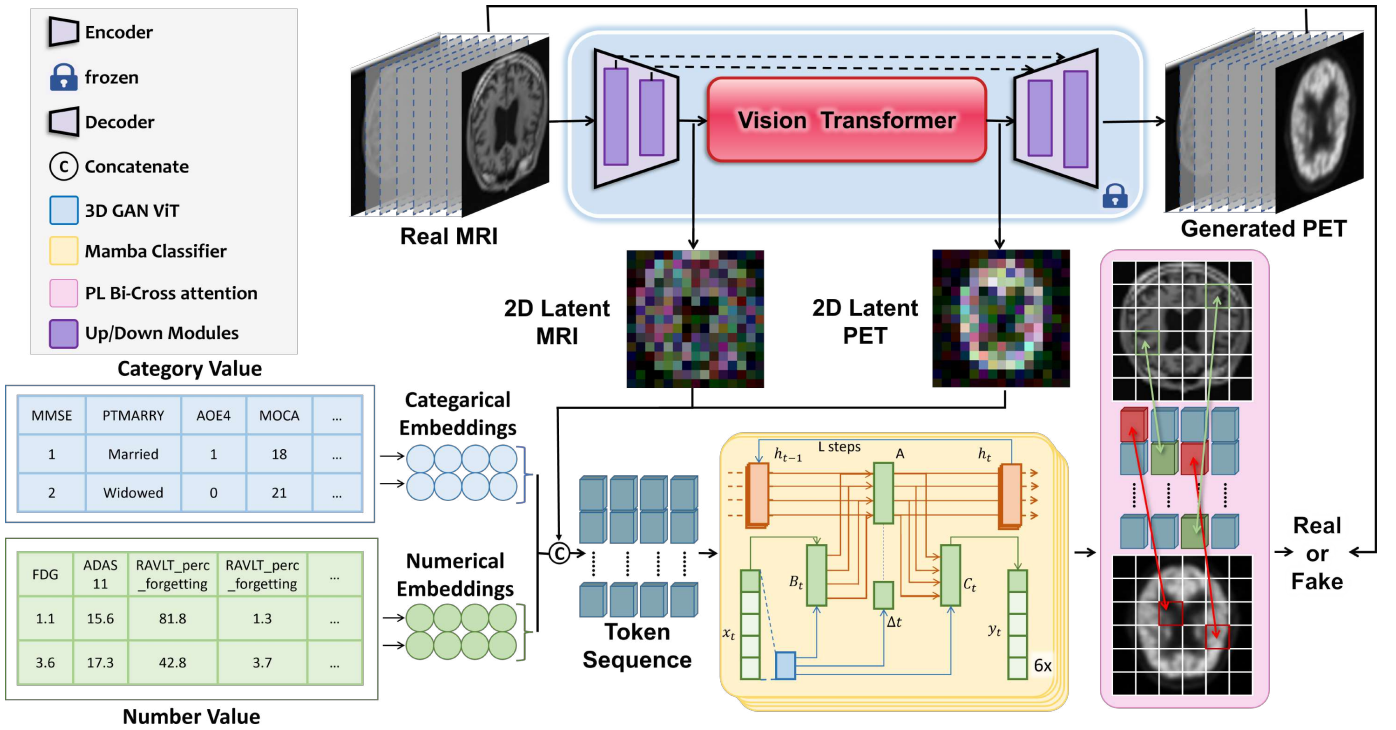 Encoder
frozen
Decoder
C Concatenate
3D GAN ViT
Mamba Classifier
PL Bi-Cross attention
Up/Down Modules
Real MRI
Vision Transformer
Generated PET
2D Latent
MRI
2D Latent
PET
Category Value
MMSE PTMARRY AOE4 MOCA ...
1 Married 1 18 ...
2 Widowed 0 21 ...
Categarical
Embeddings
FDG ADAS 11 RAVLT_perc _forgetting RAVLT_perc _forgetting ...
1.1 15.6 81.8 1.3 ...
3.6 17.3 42.8 3.7 ...
Number Value
Numerical
Embeddings
C
Token
Sequence
L steps
h_{t-1} A h_t
B_t C_t
Δt
x_t y_t
6x
Real
or
Fake